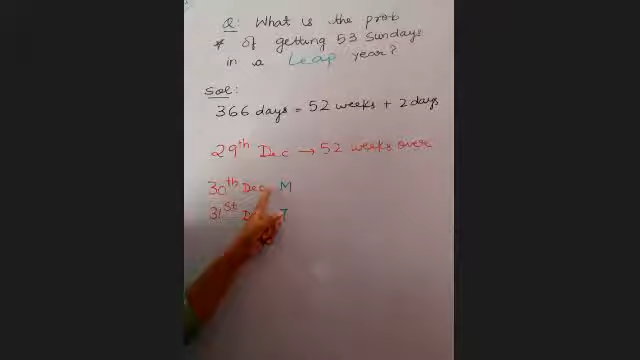 Q: What is the prob
* of getting 53 Sundays
in a Leap year?
Sol:
366 days = 52 weeks + 2 days
29th Dec → 52 weeks over
30th Dec M
31st D T